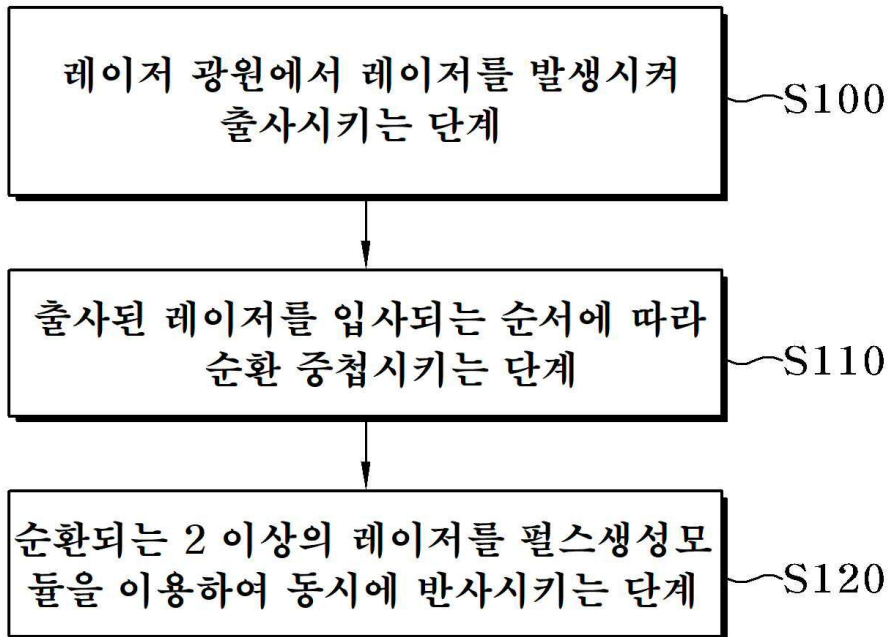 레이저 광원에서 레이저를 발생시켜
출사시키는 단계
S100
출사된 레이저를 입사되는 순서에 따라
순환 중첩시키는 단계
S110
순환되는 2 이상의 레이저를 펄스생성모
듈을 이용하여 동시에 반사시키는 단계
S120